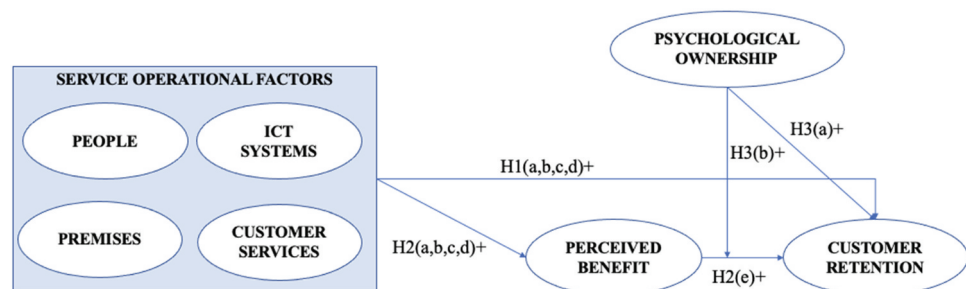 PSYCHOLOGICAL
OWNERSHIP
SERVICE OPERATIONAL FACTORS
PEOPLE
ICT
SYSTEMS
H3(a)+
H3(b)+
H1(a,b,c,d)+
PREMISES
CUSTOMER
SERVICES
H2(a,b,c,d)+
PERCEIVED
BENEFIT
H2(e)+
CUSTOMER
RETENTION